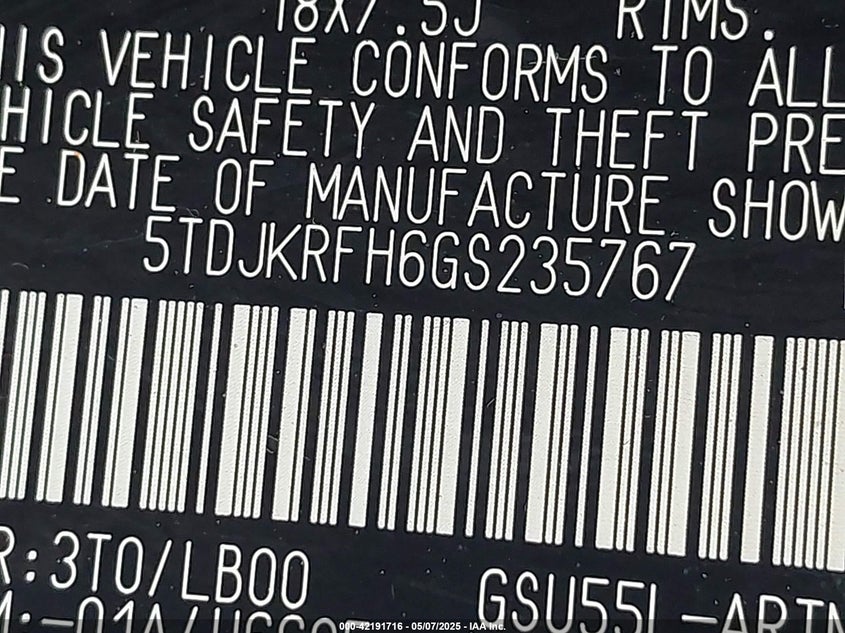 18X7.5J RIMS.
HIS VEHICLE CONFORMS TO ALL
HICLE SAFETY AND THEFT PRE
E DATE OF MANUFACTURE SHOW
5TDJKRFH6GS235767
R:3T0/LB00 GSU55L-ARTN
000-42191716 - 05/07/2025 - IAA Inc.